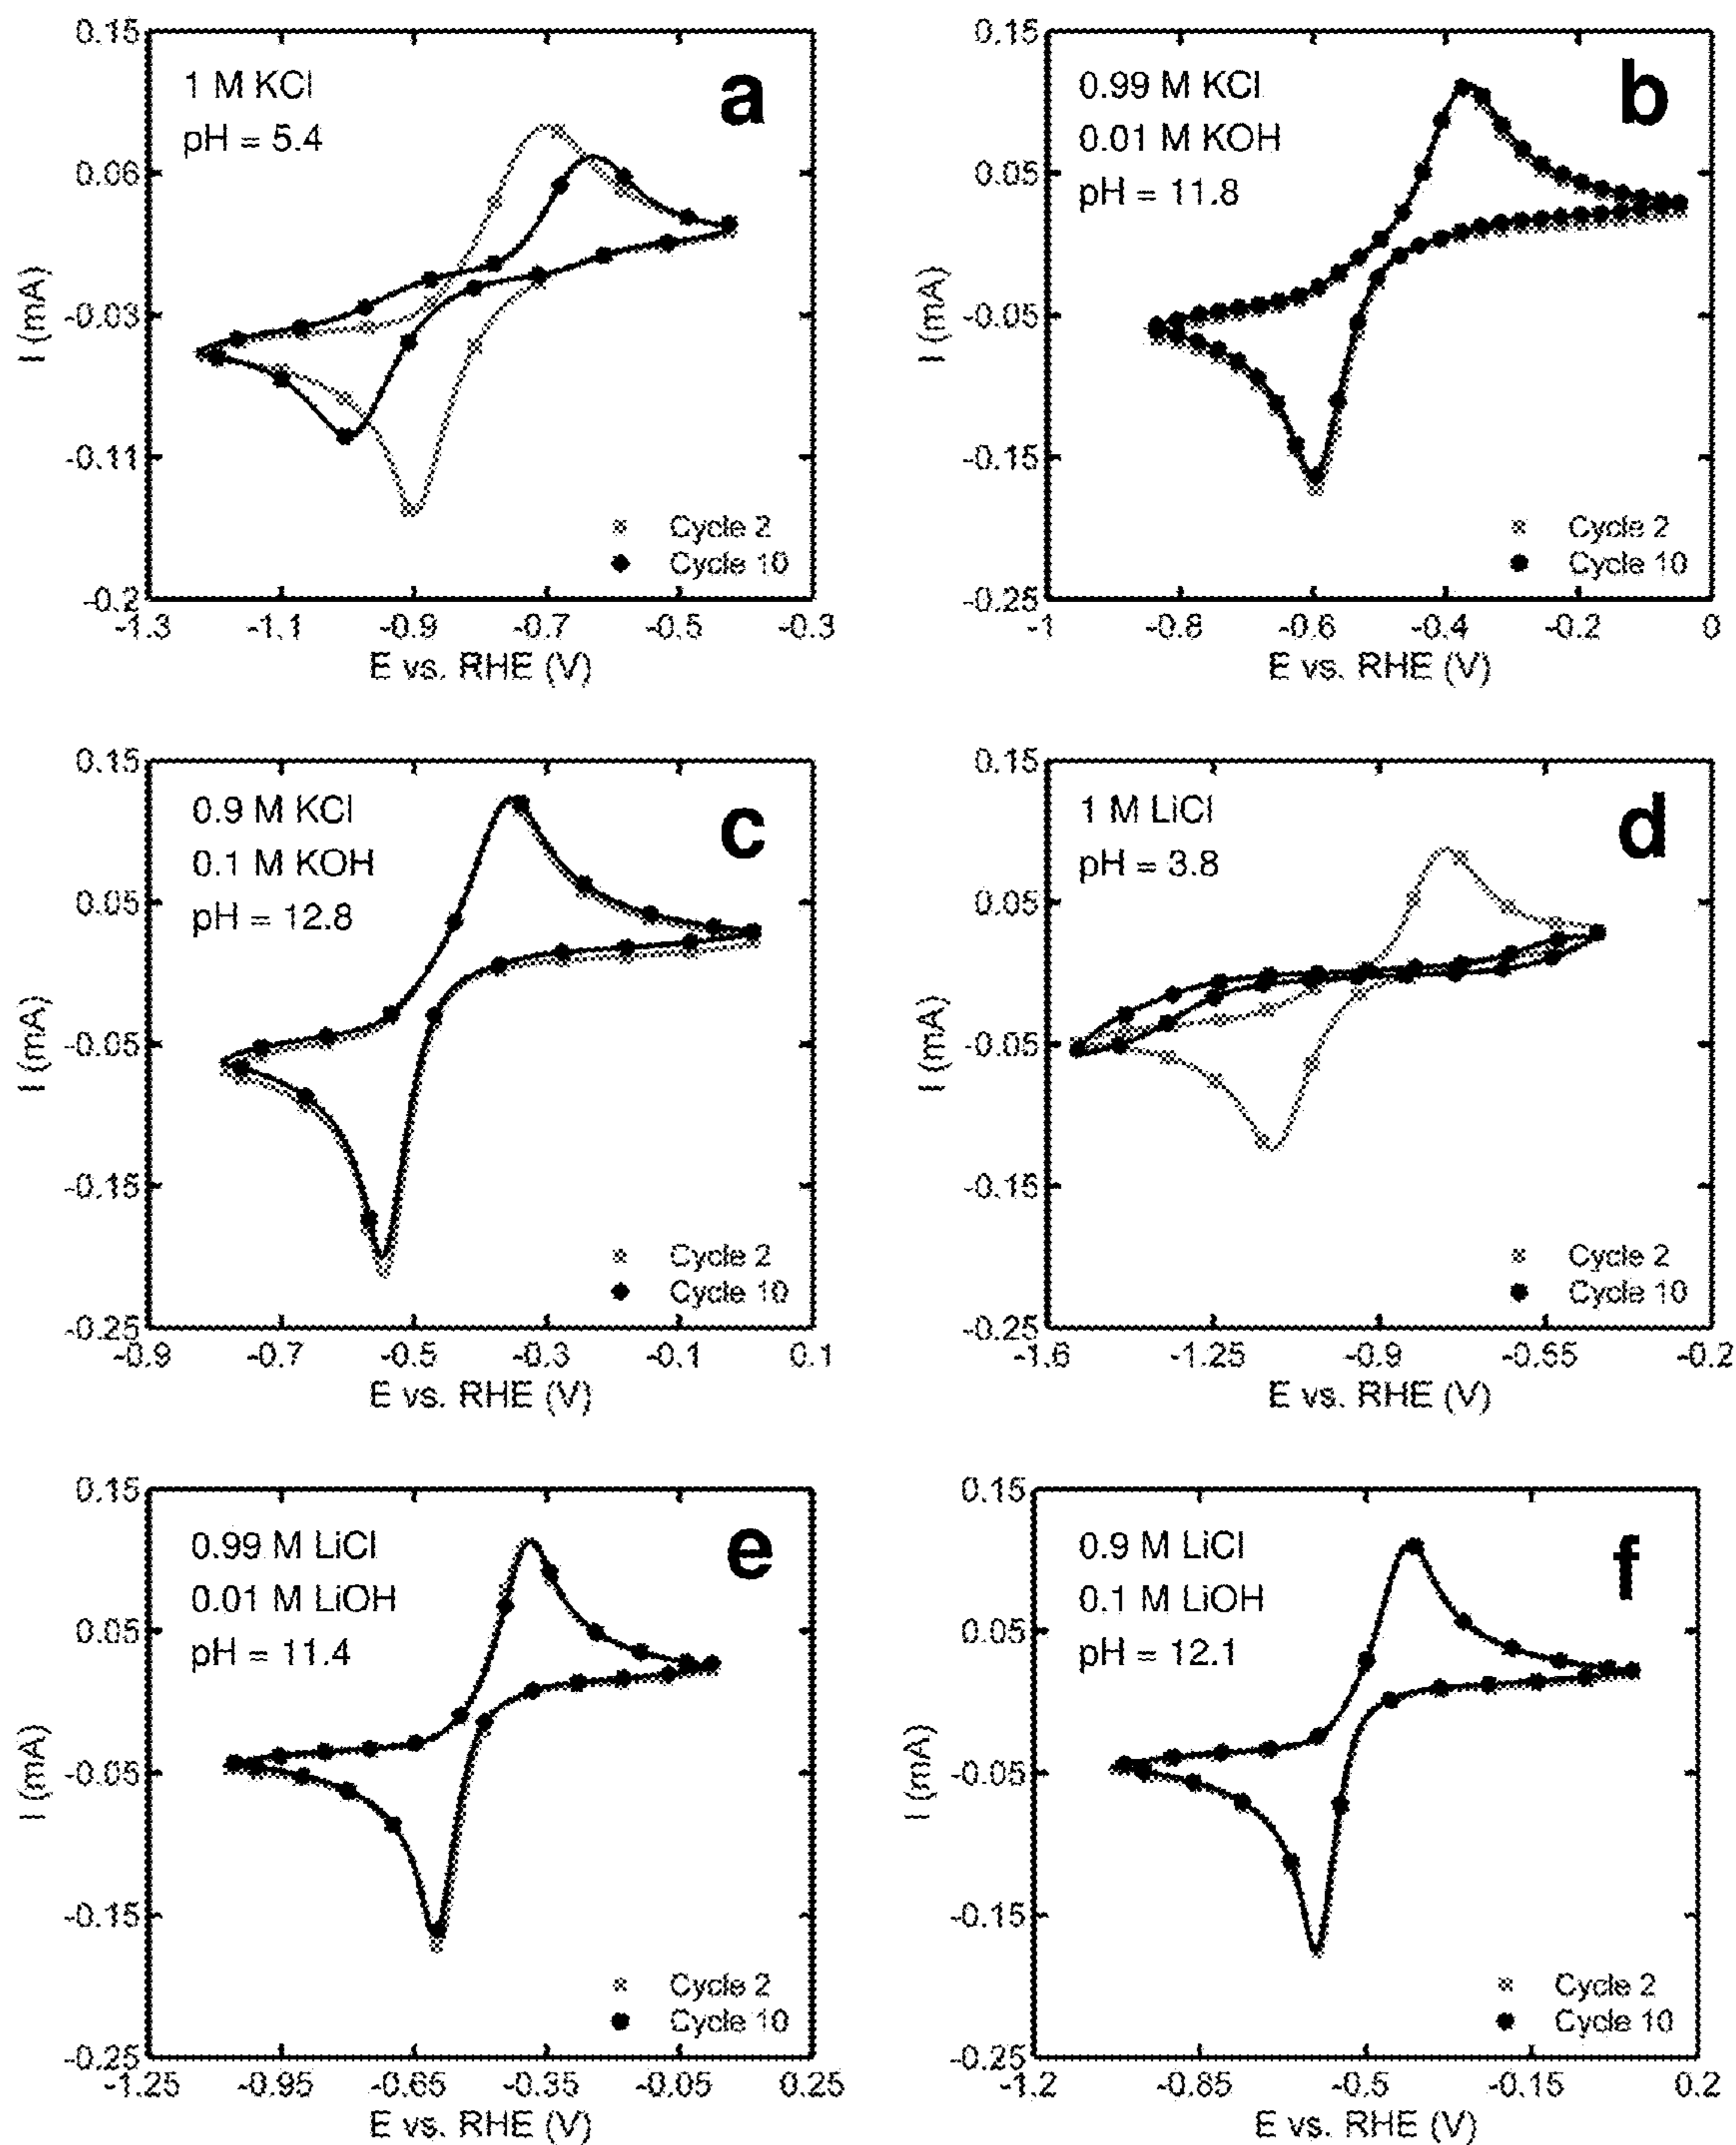 0.15
0.06
-0.03
-0.11
-0.2
I (mA)
1 M KCl
pH = 5.4
a
Cycle 2
Cycle 10
-1.3 -1.1 -0.9 -0.7 -0.5 -0.3
E vs. RHE (V)
0.15
0.05
-0.05
-0.15
-0.25
I (mA)
0.99 M KCl
0.01 M KOH
pH = 11.8
b
Cycle 2
Cycle 10
-1 -0.8 -0.6 -0.4 -0.2 0
E vs. RHE (V)
0.15
0.05
-0.05
-0.15
-0.25
I (mA)
0.9 M KCl
0.1 M KOH
pH = 12.8
c
Cycle 2
Cycle 10
-0.9 -0.7 -0.5 -0.3 -0.1 0.1
E vs. RHE (V)
0.15
0.05
-0.05
-0.15
-0.25
I (mA)
1 M LiCl
pH = 3.8
d
Cycle 2
Cycle 10
-1.6 -1.25 -0.9 -0.65 -0.2
E vs. RHE (V)
0.15
0.05
-0.05
-0.15
-0.25
I (mA)
0.99 M LiCl
0.01 M LiOH
pH = 11.4
e
Cycle 2
Cycle 10
-1.25 -0.95 -0.65 -0.35 -0.05 0.25
E vs. RHE (V)
0.15
0.05
-0.05
-0.15
-0.25
I (mA)
0.9 M LiCl
0.1 M LiOH
pH = 12.1
f
Cycle 2
Cycle 10
-1.2 -0.85 -0.5 -0.15 0.2
E vs. RHE (V)